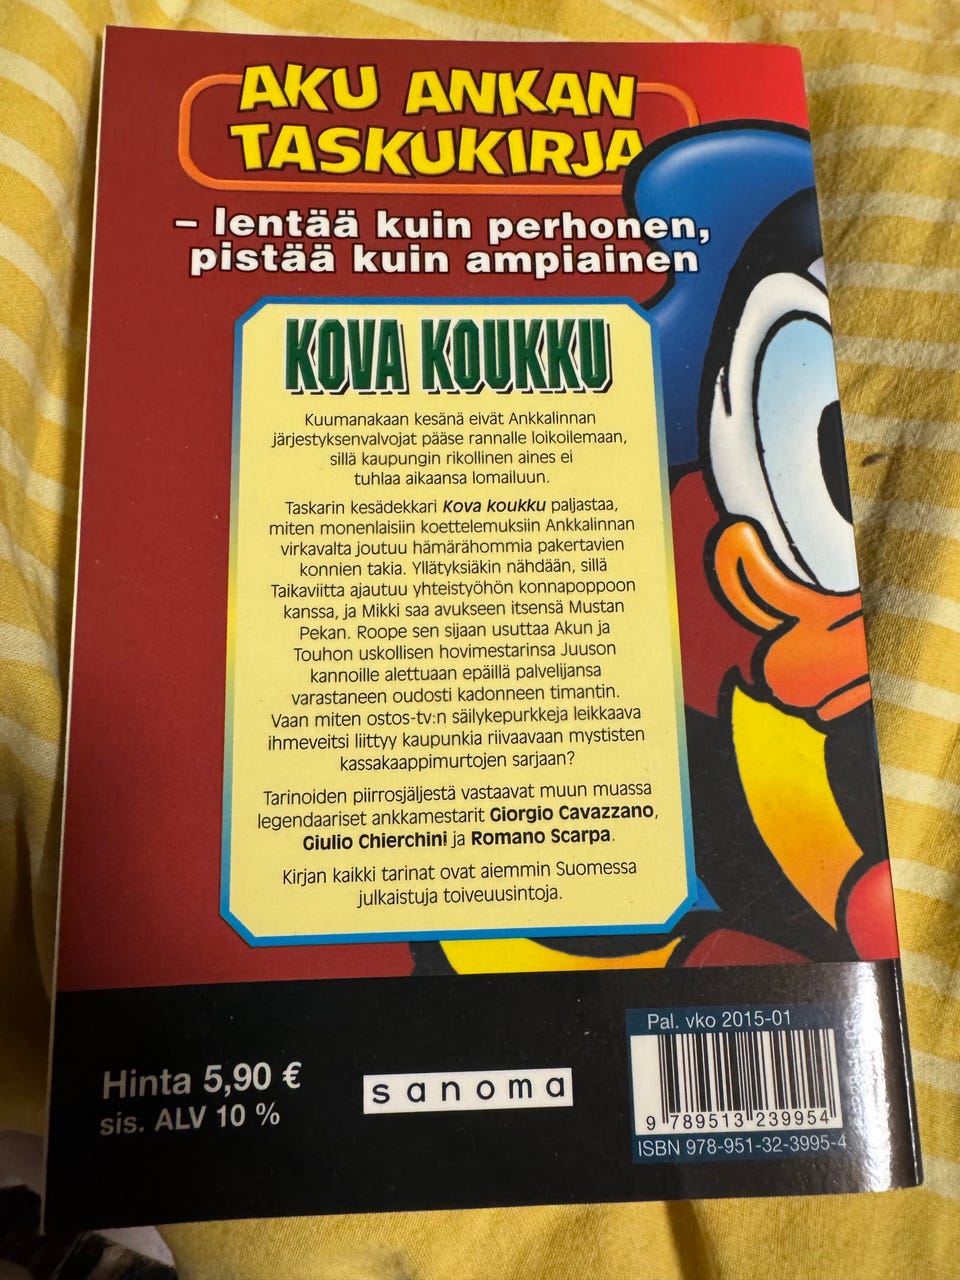 AKU ANKAN
TASKUKIRJA
– lentää kuin perhonen,
pistää kuin ampiainen
KOVA KOUKKU
Kuumanakaan kesänä eivät Ankkalinnan
järjestyksenvalvojat pääse rannalle loikoilemaan,
sillä kaupungin rikollinen aines ei
tuhlaa aikaansa lomailuun.
Taskarin kesädekkari Kova koukku paljastaa,
miten monenlaisiin koettelemuksiin Ankkalinnan
virkavalta joutuu hämärähommia pakertavien
konnien takia. Yllätyksiäkin nähdään, sillä
Taikaviitta ajautuu yhteistyöhön konnapoppoon
kanssa, ja Mikki saa avukseen itsensä Mustan
Pekan. Roope sen sijaan usuttaa Akun ja
Touhon uskollisen hovimestarinsa Juuson
kannoille alettuaan epäillä palvelijansa
varastaneen oudosti kadonneen timantin.
Vaan miten ostos-tv:n säilykepurkkeja leikkaava
ihmeveitsi liittyy kaupunkia riivaavaan mystisten
kassakaappimurtojen sarjaan?
Tarinoiden piirrosjäljestä vastaavat muun muassa
legendaariset ankkamestarit Giorgio Cavazzano,
Giulio Chierchini ja Romano Scarpa.
Kirjan kaikki tarinat ovat aiemmin Suomessa
julkaistuja toiveuusintoja.
Hinta 5,90 €
sis. ALV 10 %
sanoma
Pal. vko 2015-01
9 789513 239954
ISBN 978-951-32-3995-4